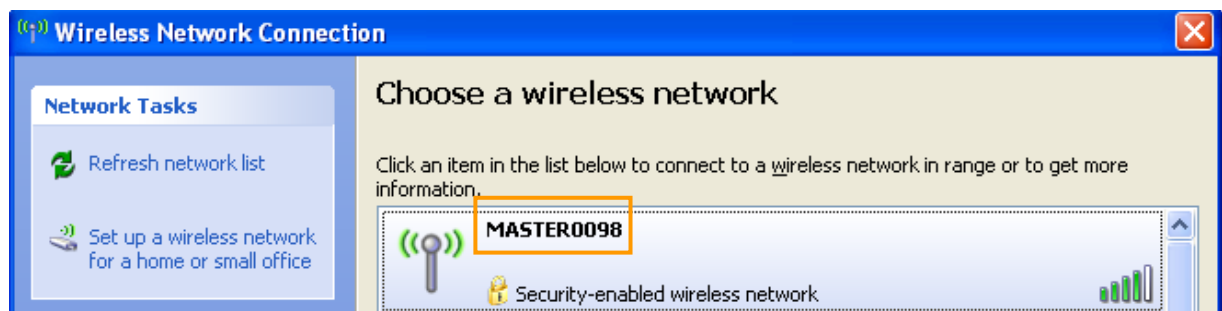 Wireless Network Connection
Network Tasks
Refresh network list
Set up a wireless network
for a home or small office
Choose a wireless network
Click an item in the list below to connect to a wireless network in range or to get more
information.
MASTER0098
Security-enabled wireless network